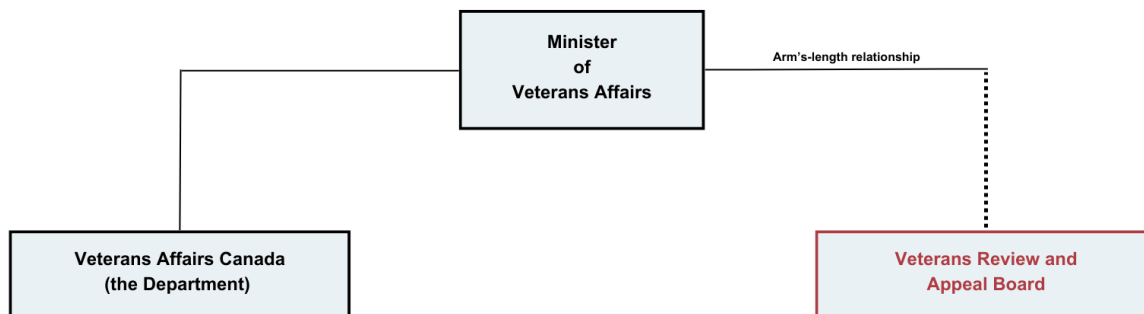 Minister
of
Veterans Affairs
Arm's-length relationship
Veterans Affairs Canada
(the Department)
Veterans Review and
Appeal Board